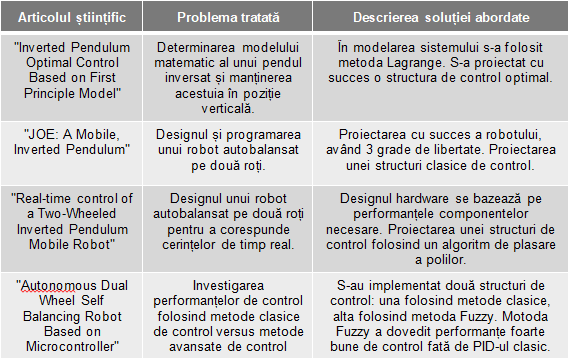 Articolul științific
Problema tratată
Descrierea soluției abordate
"Inverted Pendulum
Optimal Control
Based on First
Principle Model"
Determinarea modelului
matematic al unui pendul
inversat și manținerea
acestuia în poziție
verticală.
În modelarea sistemului s-a folosit
metoda Lagrange. S-a proiectat cu
succes o structura de control optimal.
"JOE: A Mobile,
Inverted Pendulum"
Designul și programarea
unui robot autobalansat
pe două roți.
Proiectarea cu succes a robotului,
având 3 grade de libertate. Proiectarea
unei structuri clasice de control.
"Real-time control of
a Two-Wheeled
Inverted Pendulum
Mobile Robot"
Designul unui robot
autobalansat pe două roți
pentru a corespunde
cerințelor de timp real.
Designul hardware se bazează pe
performanțele componentelor
necesare. Proiectarea unei structuri de
control folosind un algoritm de plasare
a polilor.
"Autonomous Dual
Wheel Self
Balancing Robot
Based on
Microcontroller"
Investigarea
performanțelor de control
folosind metode clasice
de control versus metode
avansate de control
S-au implementat două structuri de
control: una folosind metode clasice,
alta folosind metoda Fuzzy. Motoda
Fuzzy a dovedit performanțe foarte
bune de control fată de PID-ul clasic.